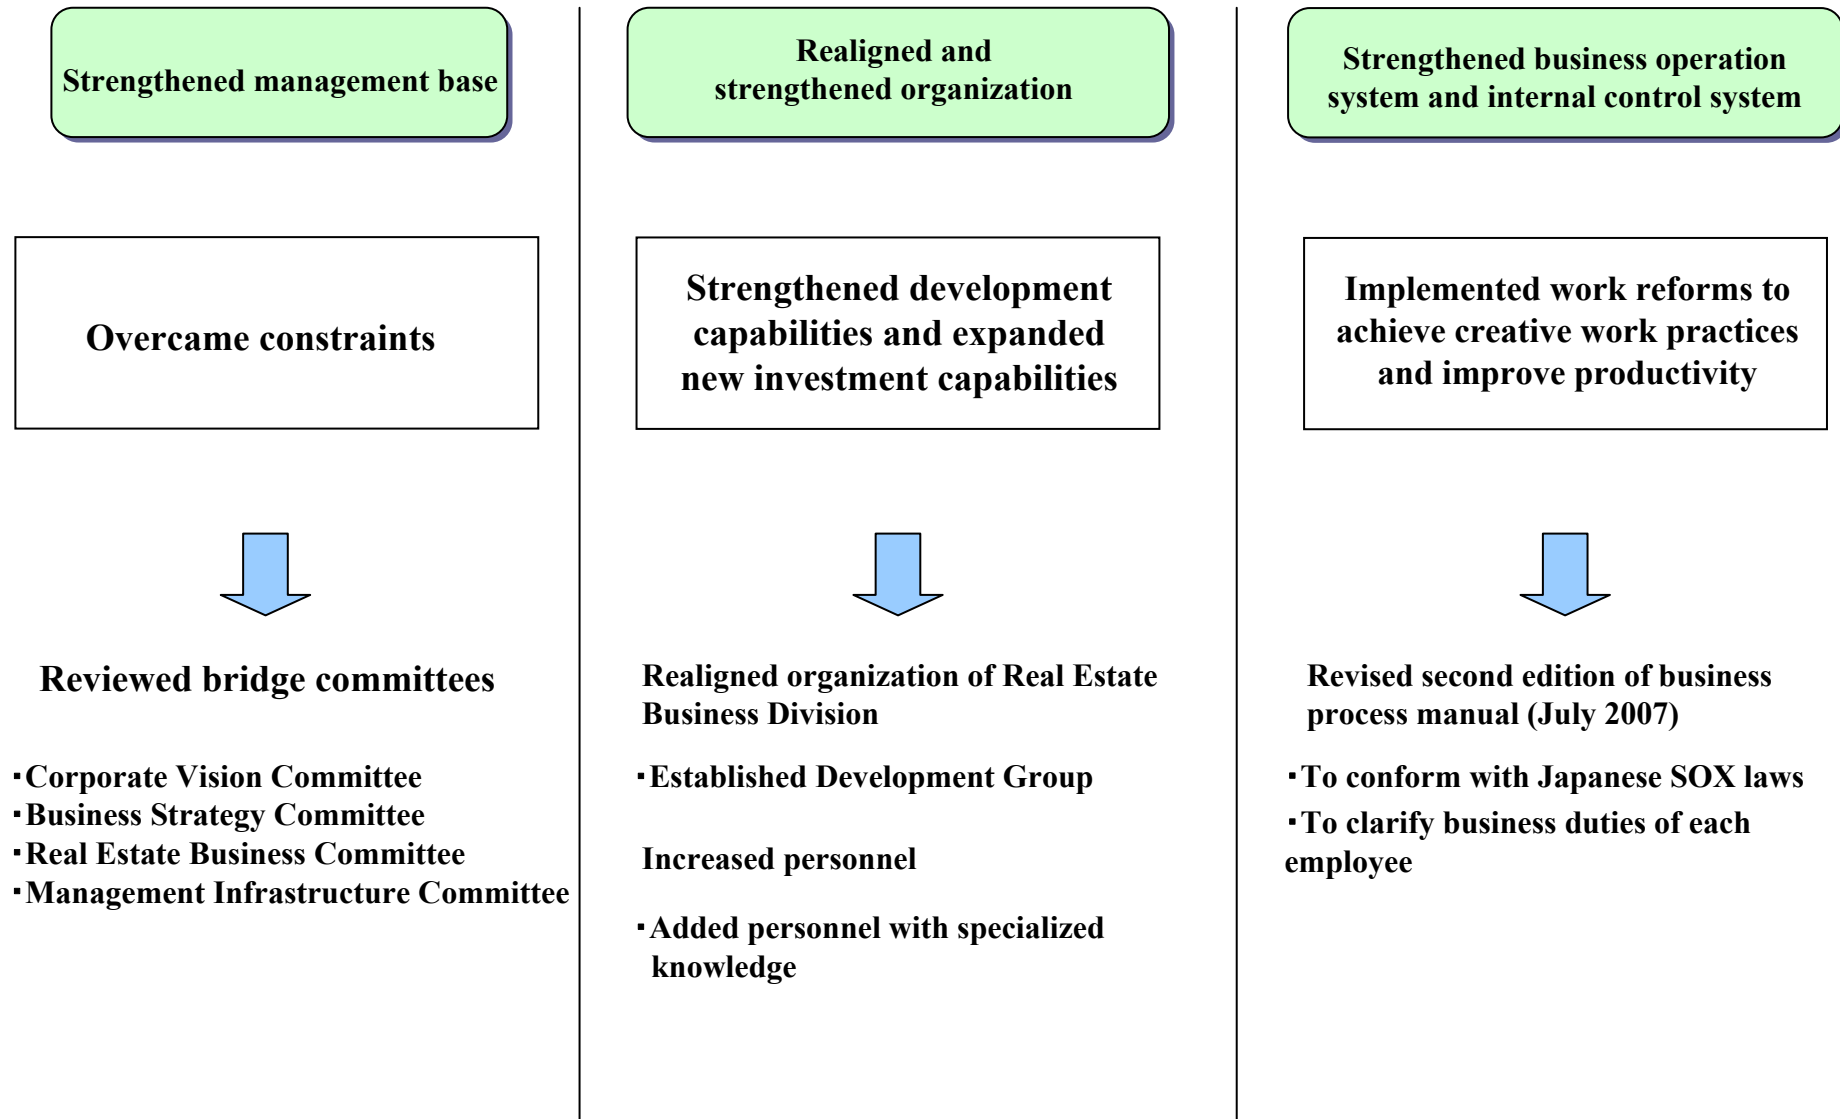 Strengthened management base
Overcame constraints
Reviewed bridge committees
▪Corporate Vision Committee
▪Business Strategy Committee
▪Real Estate Business Committee
▪Management Infrastructure Committee
Realigned and
strengthened organization
Strengthened development
capabilities and expanded
new investment capabilities
Realigned organization of Real Estate
Business Division
▪Established Development Group
Increased personnel
▪Added personnel with specialized
knowledge
Strengthened business operation
system and internal control system
Implemented work reforms to
achieve creative work practices
and improve productivity
Revised second edition of business
process manual (July 2007)
▪To conform with Japanese SOX laws
▪To clarify business duties of each
employee